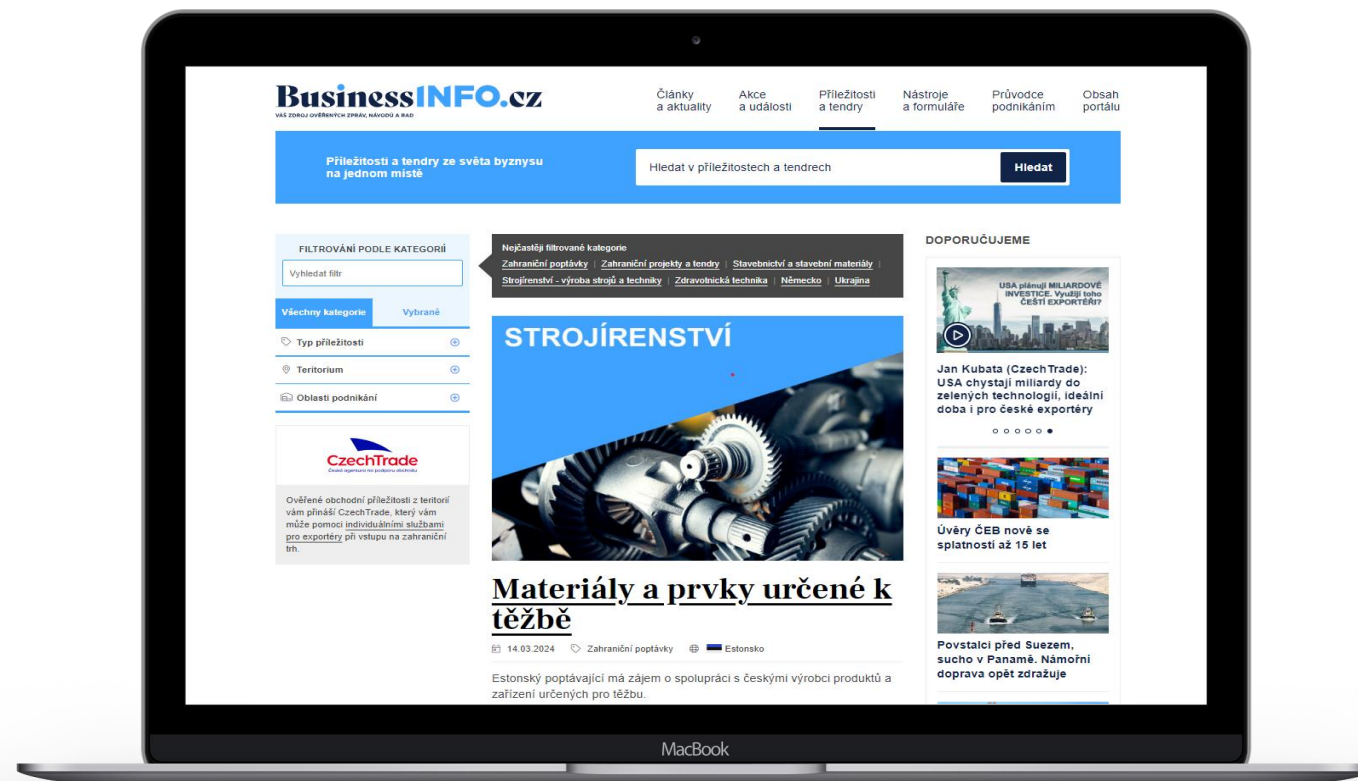 BusinessINFO.cz
VÁŠ ZDROJ OVĚŘENÝCH ZPRÁV, NÁVODŮ A RAD
Články
a aktuality
Akce
a události
Příležitosti
a tendry
Nástroje
a formuláře
Průvodce
podnikáním
Obsah
portálu
Příležitosti a tendry ze světa byznysu
na jednom místě
Hledat v příležitostech a tendrech
Hledat
FILTROVÁNÍ PODLE KATEGORIÍ
Vyhledat filtr
Všechny kategorie
Vybrané
Typ příležitosti
Teritorium
Oblasti podnikání
CzechTrade
Česká agentura na podporu obchodu
Ověřené obchodní příležitosti z teritorií
vám přináší CzechTrade, který vám
může pomoci individuálními službami
pro exportéry při vstupu na zahraniční
trh.
Nejčastěji filtrované kategorie
Zahraniční poptávky | Zahraniční projekty a tendry | Stavebnictví a stavební materiály |
Strojírenství - výroba strojů a techniky | Zdravotnická technika | Německo | Ukrajina
STROJÍRENSTVÍ
Materiály a prvky určené k
těžbě
14.03.2024 Zahraniční poptávky Estonsko
Estonský poptávající má zájem o spolupráci s českými výrobci produktů a
zařízení určených pro těžbu.
DOPORUČUJEME
USA plánují MILIARDOVÉ
INVESTICE. Využijí toho
ČEŠTÍ EXPORTÉŘI?
Jan Kubata (CzechTrade):
USA chystají miliardy do
zelených technologií, ideální
doba i pro české exportéry
Úvěry ČEB nově se
splatností až 15 let
Povstalci před Suezem,
sucho v Panamě. Námořní
doprava opět zdražuje
MacBook